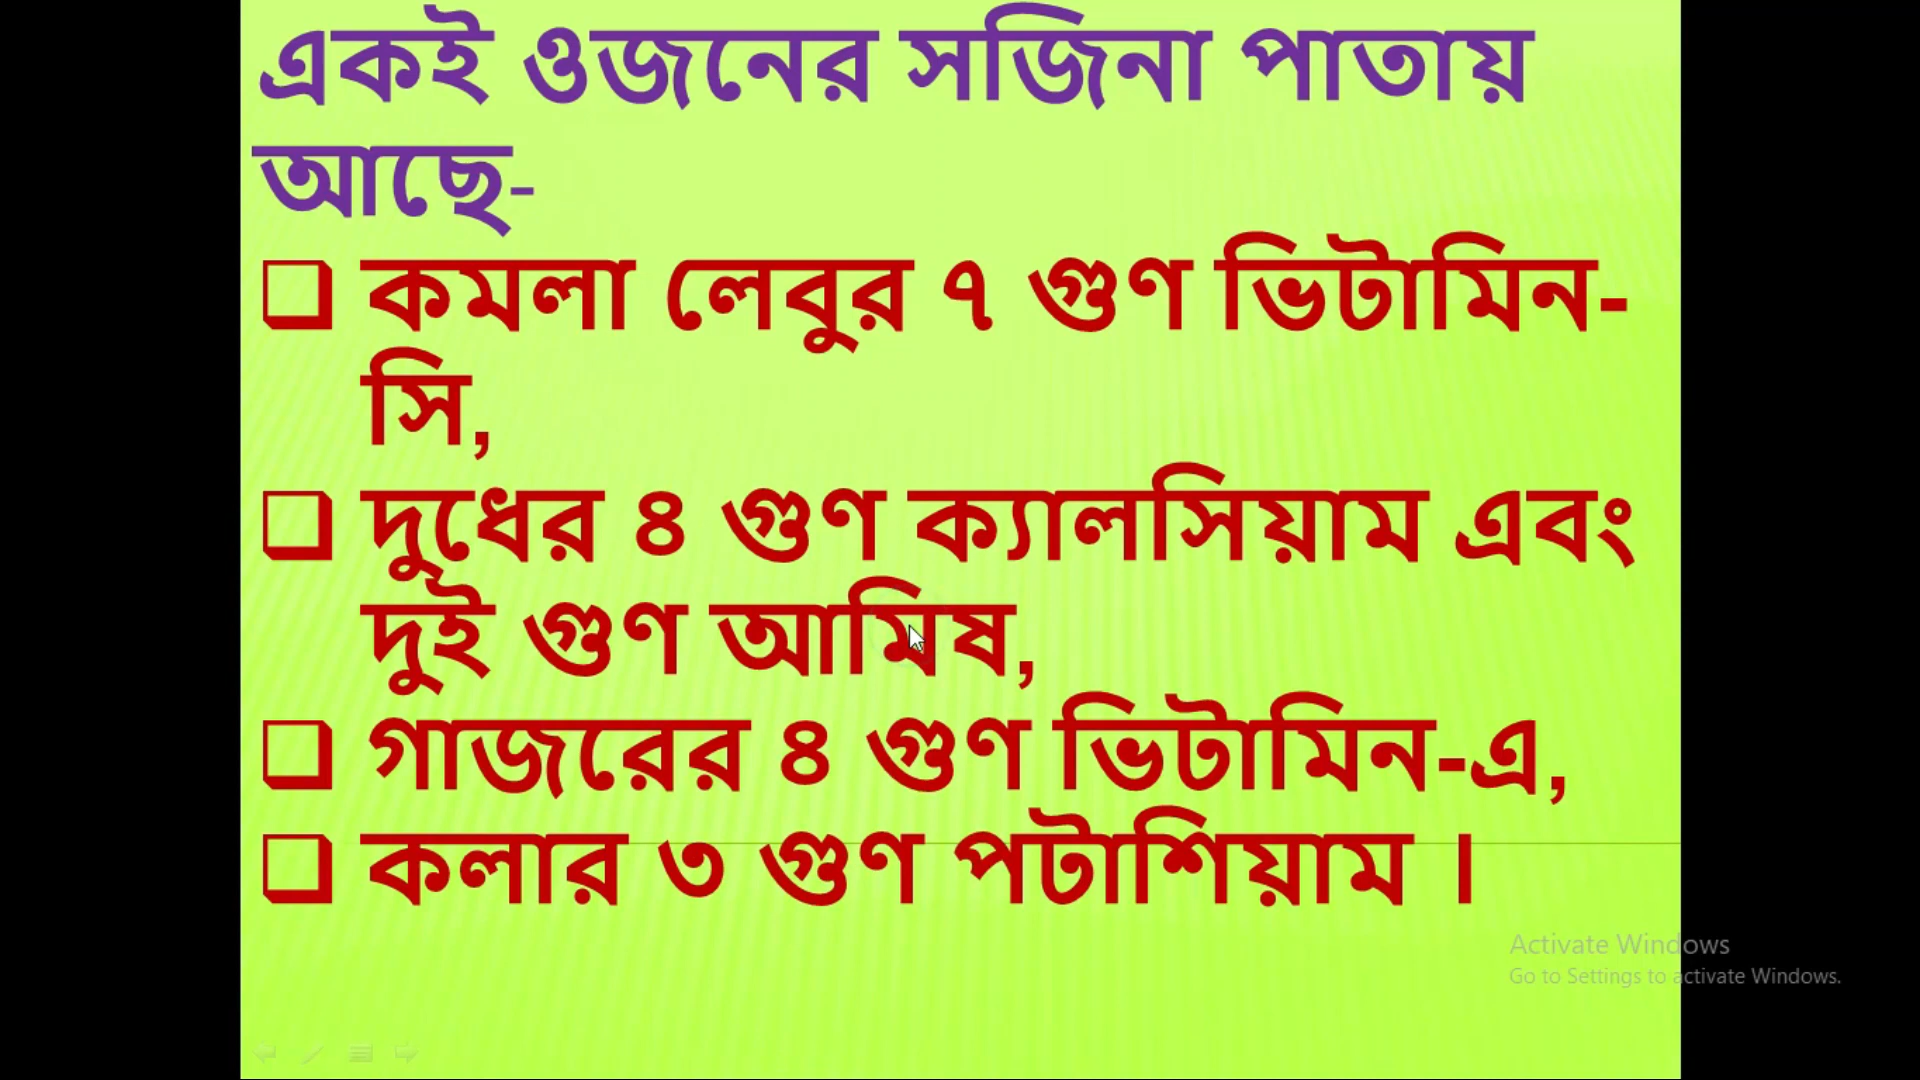 একই ওজনের সজিনা পাতায়
আছে-
❑ কমলা লেবুর ৭ গুণ ভিটামিন-
সি,
❑ দুধের ৪ গুণ ক্যালসিয়াম এবং
দুই গুণ আমিষ,
❑ গাজরের ৪ গুণ ভিটামিন-এ,
❑ কলার ৩ গুণ পটাশিয়াম ।
Activate Windows
Go to Settings to activate Windows.